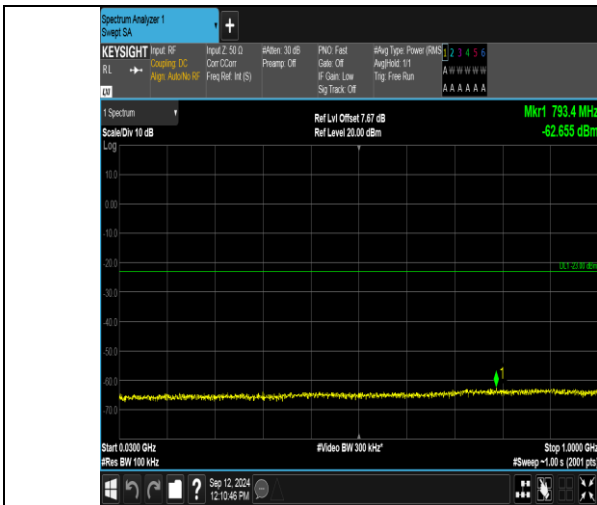 Spectrum Analyzer 1
Swept SA
+
KEYSIGHT
RL
LXI
Input: RF
Coupling: DC
Align: Auto/No RF
Input Z: 50 Ω
Corr CCorr
Freq Ref: Int (S)
#Atten: 30 dB
Preamp: Off
PNO: Fast
Gate: Off
IF Gain: Low
Sig Track: Off
#Avg Type: Power (RMS
Avg|Hold: 1/1
Trig: Free Run
1 2 3 4 5 6
A W W W W W
A A A A A A
1 Spectrum
Scale/Div 10 dB
Log
Ref Lvl Offset 7.67 dB
Ref Level 20.00 dBm
Mkr1 793.4 MHz
-62.655 dBm
10.0
0.00
-10.0
-20.0
DL1 -23.00 dBm
-30.0
-40.0
-50.0
-60.0
-70.0
1
Start 0.0300 GHz
#Res BW 100 kHz
#Video BW 300 kHz*
Stop 1.0000 GHz
#Sweep ~1.00 s (2001 pts)
?
Sep 12, 2024
12:10:46 PM